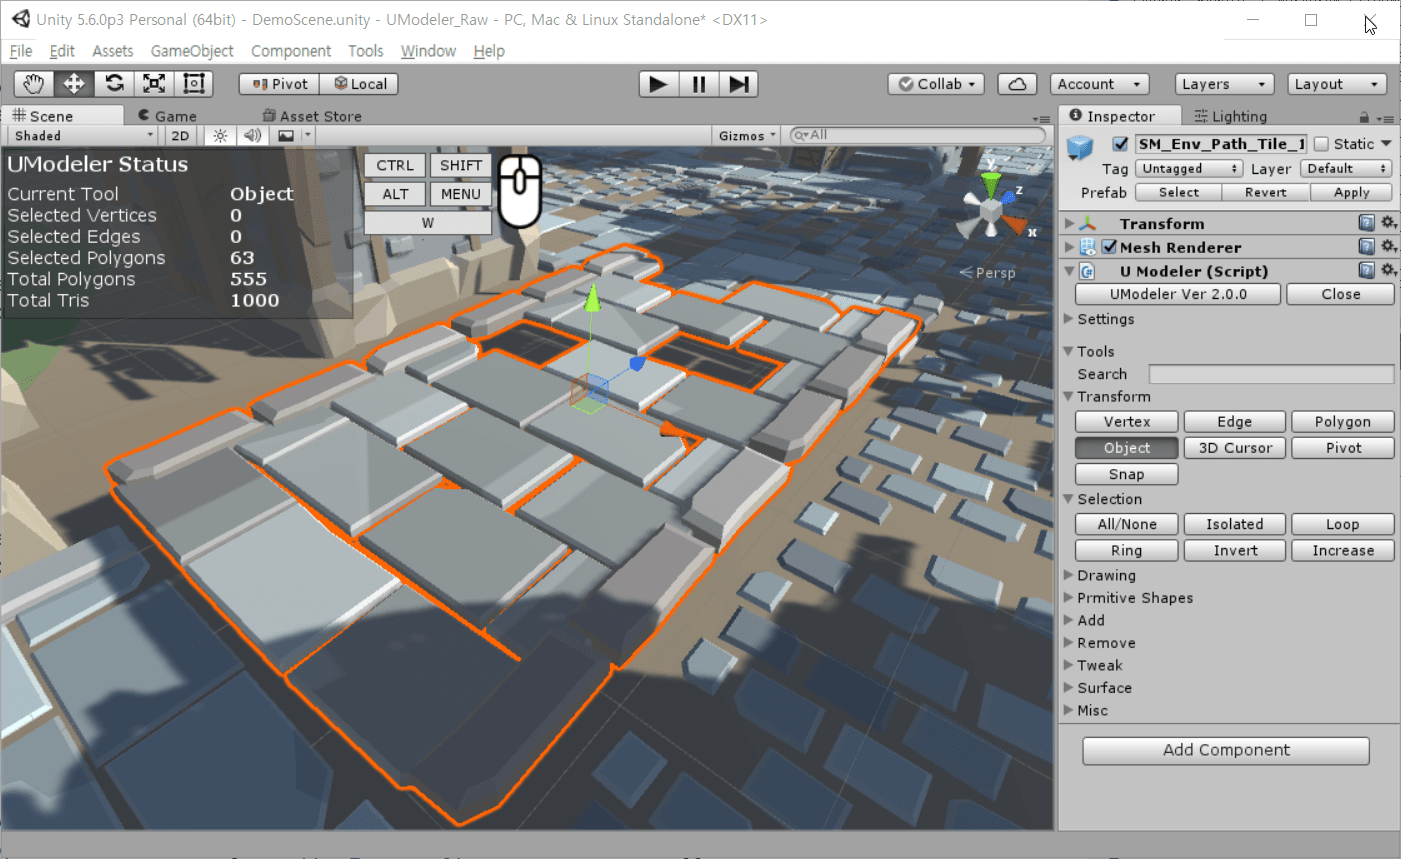 Unity 5.6.0p3 Personal (64bit) - DemoScene.unity - UModeler_Raw - PC, Mac & Linux Standalone* <DX11>
File Edit Assets GameObject Component Tools Window Help
Pivot Local Collab Account Layers Layout
Scene Game Asset Store
Shaded 2D Gizmos All
UModeler Status
Current Tool Object
Selected Vertices 0
Selected Edges 0
Selected Polygons 63
Total Polygons 555
Total Tris 1000
CTRL SHIFT
ALT MENU
W
y
z
x
Persp
Inspector Lighting
SM_Env_Path_Tile_1 Static
Tag Untagged Layer Default
Prefab Select Revert Apply
Transform
Mesh Renderer
U Modeler (Script)
UModeler Ver 2.0.0 Close
Settings
Tools
Search
Transform
Vertex Edge Polygon
Object 3D Cursor Pivot
Snap
Selection
All/None Isolated Loop
Ring Invert Increase
Drawing
Prmitive Shapes
Add
Remove
Tweak
Surface
Misc
Add Component